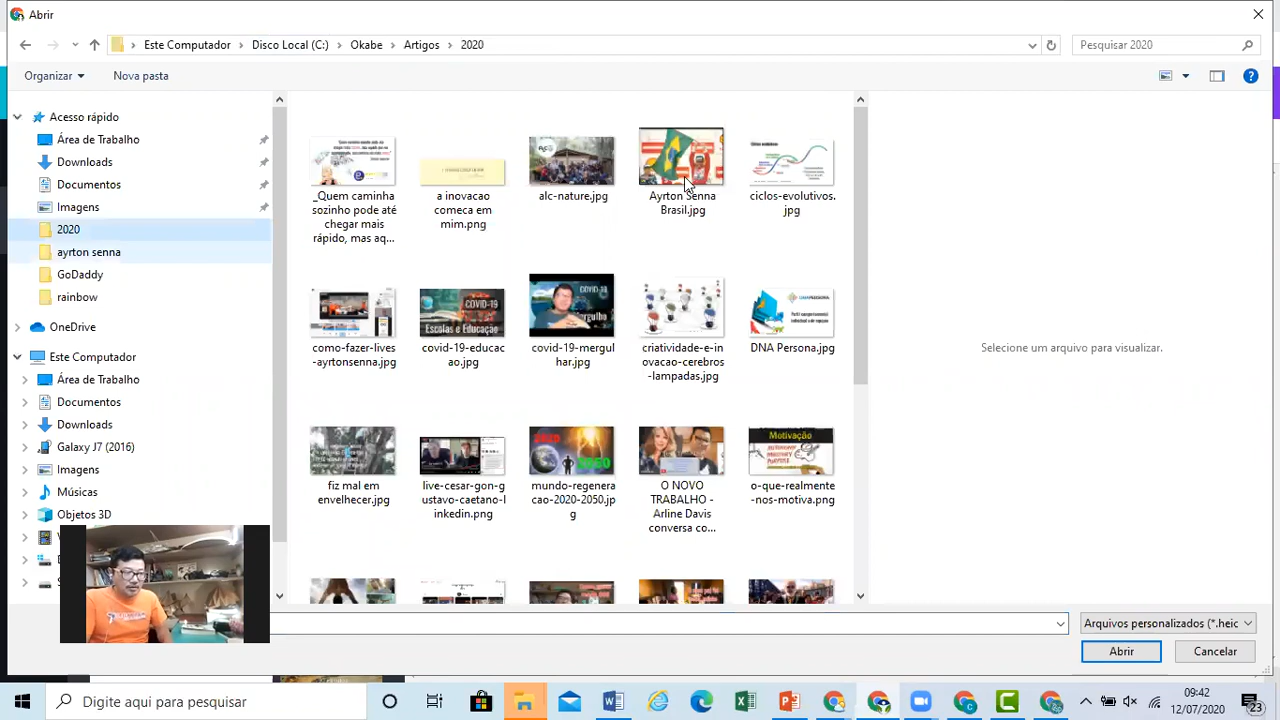 Abrir
Este Computador > Disco Local (C:) > Okabe > Artigos > 2020
Pesquisar 2020
Organizar
Nova pasta
Acesso rápido
Área de Trabalho
Downloads
Documentos
Imagens
2020
ayrton senna
GoDaddy
rainbow
OneDrive
Este Computador
Área de Trabalho
Documentos
Downloads
Imagens
Músicas
Objetos 3D
_Quem caminha
sozinho pode até
chegar mais
rápido, mas aq...
a inovacao
comeca em
mim.png
alc-nature.jpg
Ayrton Senna
Brasil.jpg
ciclos-evolutivos.
jpg
como-fazer-lives
-ayrtonsenna.jpg
COVID-19
Escolas e Educação
covid-19-educac
ao.jpg
COVID-19
covid-19-mergul
har.jpg
criatividade-e-in
ovacao-cerebros
-lampadas.jpg
DNA Persona.jpg
fiz mal em
envelhecer.jpg
live-cesar-gon-g
ustavo-caetano-l
inkedin.png
2020
2050
mundo-regenera
cao-2020-2050.jp
g
O NOVO
TRABALHO -
Arline Davis
conversa co...
Motivação
o-que-realmente
-nos-motiva.png
Selecione um arquivo para visualizar.
Arquivos personalizados (*.heic
Abrir
Cancelar
Digite aqui para pesquisar
09:42
12/07/2020
23